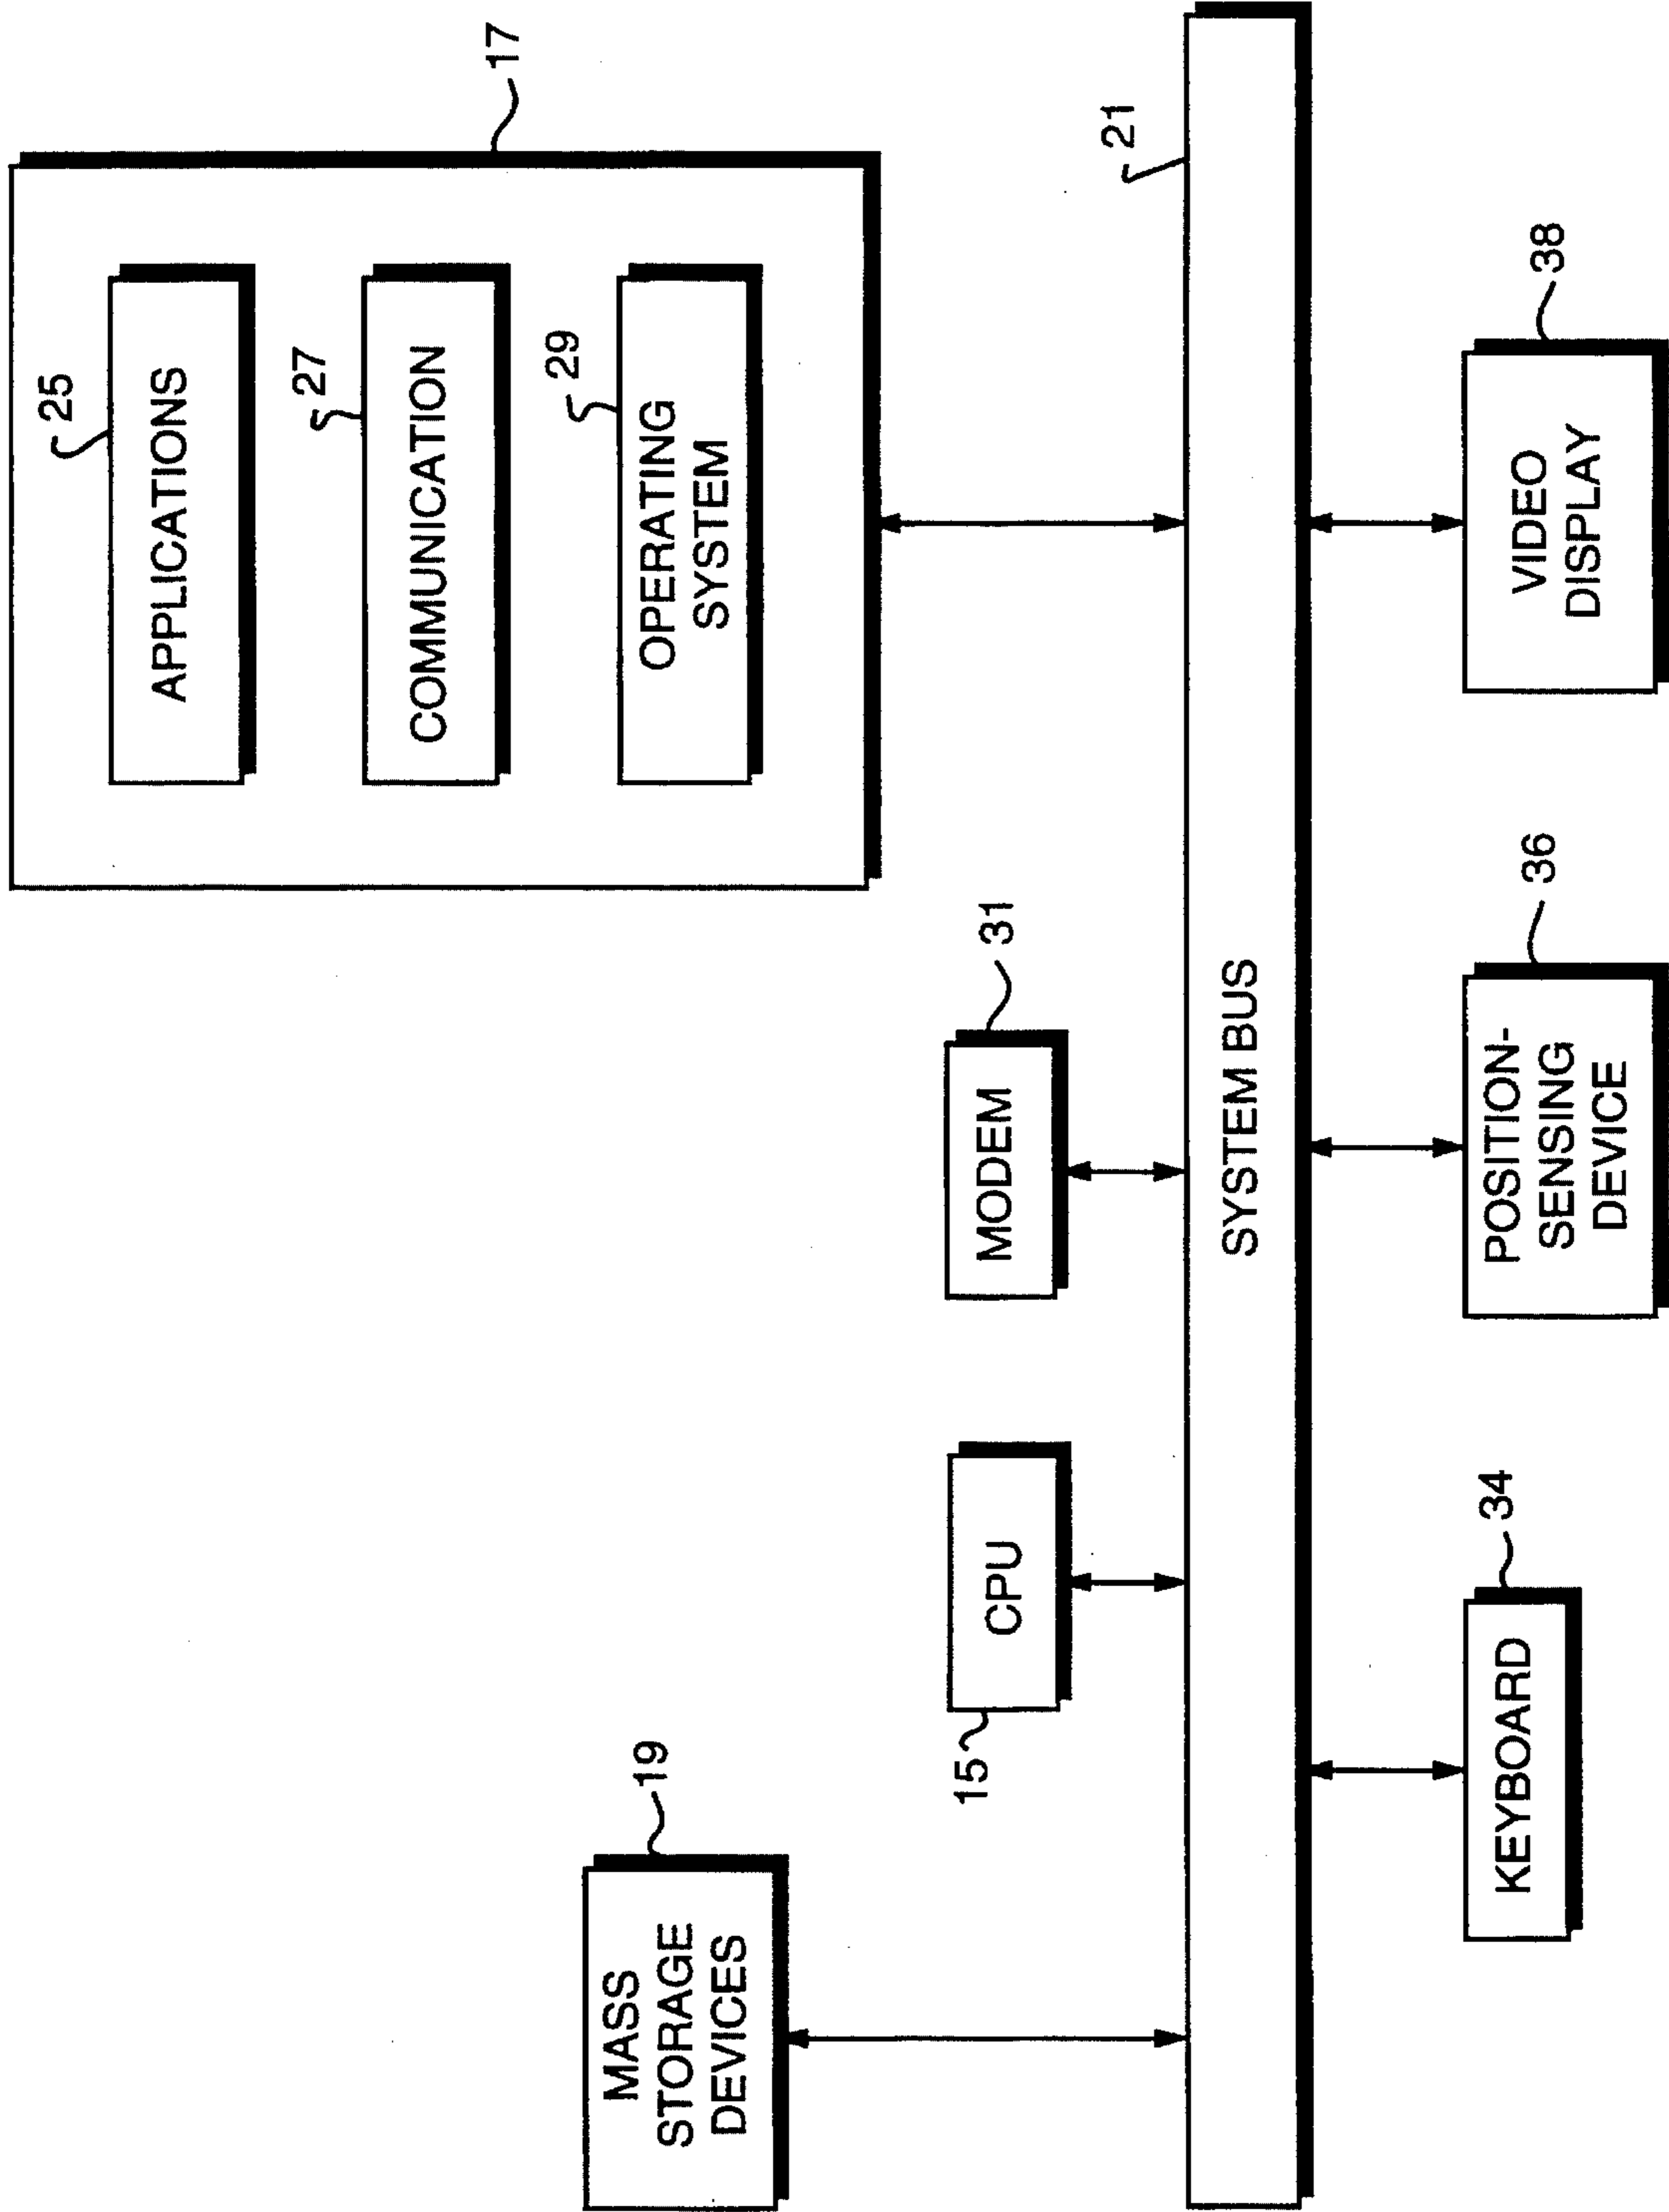 17
25
APPLICATIONS
27
COMMUNICATION
29
OPERATING
SYSTEM
19
MASS
STORAGE
DEVICES
15
CPU
31
MODEM
21
SYSTEM BUS
34
KEYBOARD
36
POSITION-
SENSING
DEVICE
38
VIDEO
DISPLAY